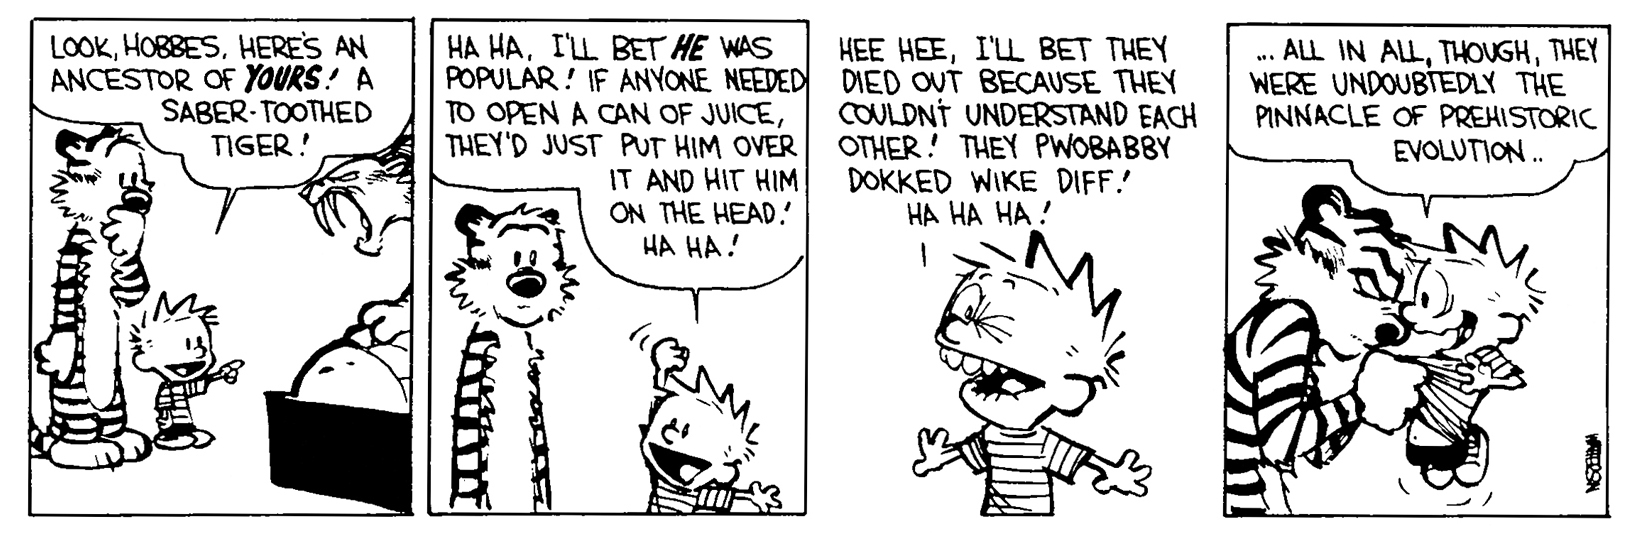 LOOK, HOBBES. HERE'S AN
ANCESTOR OF YOURS! A
SABER-TOOTHED
TIGER!
HA HA, I'LL BET HE WAS
POPULAR! IF ANYONE NEEDED
TO OPEN A CAN OF JUICE,
THEY'D JUST PUT HIM OVER
IT AND HIT HIM
ON THE HEAD!
HA HA!
HEE HEE, I'LL BET THEY
DIED OUT BECAUSE THEY
COULDN'T UNDERSTAND EACH
OTHER! THEY PWOBABBY
DOKKED WIKE DIFF!
HA HA HA!
... ALL IN ALL, THOUGH, THEY
WERE UNDOUBTEDLY THE
PINNACLE OF PREHISTORIC
EVOLUTION..
WATTERSON